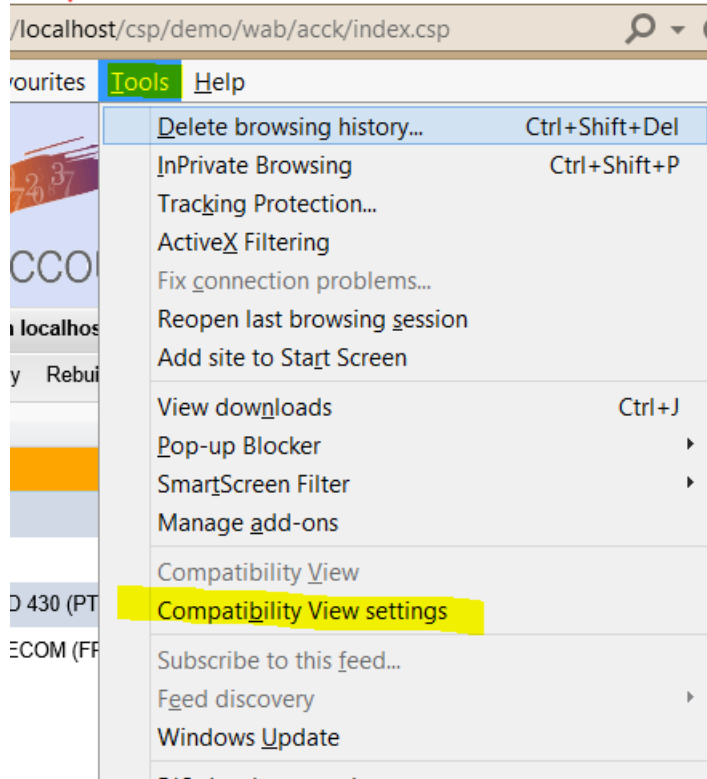 /localhost/csp/demo/wab/acck/index.csp
ourites Tools Help
Delete browsing history... Ctrl+Shift+Del
InPrivate Browsing Ctrl+Shift+P
Tracking Protection...
ActiveX Filtering
CCO
Fix connection problems...
localhos Reopen last browsing session
Add site to Start Screen
y Rebui
View downloads Ctrl+J
Pop-up Blocker
SmartScreen Filter
Manage add-ons
Compatibility View
O 430 (PT Compatibility View settings
ECOM (FF
Subscribe to this feed...
Feed discovery
Windows Update